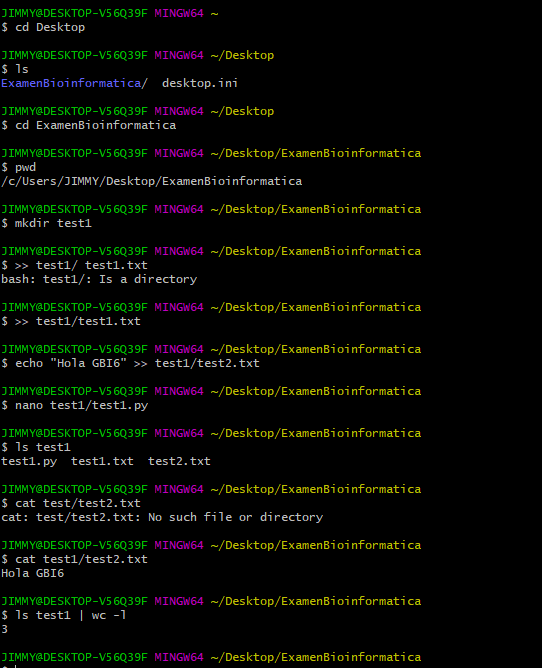 JIMMY@DESKTOP-V56Q39F MINGW64 ~
$ cd Desktop
JIMMY@DESKTOP-V56Q39F MINGW64 ~/Desktop
$ ls
ExamenBioinformatica/  desktop.ini
JIMMY@DESKTOP-V56Q39F MINGW64 ~/Desktop
$ cd ExamenBioinformatica
JIMMY@DESKTOP-V56Q39F MINGW64 ~/Desktop/ExamenBioinformatica
$ pwd
/c/Users/JIMMY/Desktop/ExamenBioinformatica
JIMMY@DESKTOP-V56Q39F MINGW64 ~/Desktop/ExamenBioinformatica
$ mkdir test1
JIMMY@DESKTOP-V56Q39F MINGW64 ~/Desktop/ExamenBioinformatica
$ >> test1/ test1.txt
bash: test1/: Is a directory
JIMMY@DESKTOP-V56Q39F MINGW64 ~/Desktop/ExamenBioinformatica
$ >> test1/test1.txt
JIMMY@DESKTOP-V56Q39F MINGW64 ~/Desktop/ExamenBioinformatica
$ echo "Hola GBI6" >> test1/test2.txt
JIMMY@DESKTOP-V56Q39F MINGW64 ~/Desktop/ExamenBioinformatica
$ nano test1/test1.py
JIMMY@DESKTOP-V56Q39F MINGW64 ~/Desktop/ExamenBioinformatica
$ ls test1
test1.py  test1.txt  test2.txt
JIMMY@DESKTOP-V56Q39F MINGW64 ~/Desktop/ExamenBioinformatica
$ cat test/test2.txt
cat: test/test2.txt: No such file or directory
JIMMY@DESKTOP-V56Q39F MINGW64 ~/Desktop/ExamenBioinformatica
$ cat test1/test2.txt
Hola GBI6
JIMMY@DESKTOP-V56Q39F MINGW64 ~/Desktop/ExamenBioinformatica
$ ls test1 | wc -l
3
JIMMY@DESKTOP-V56Q39F MINGW64 ~/Desktop/ExamenBioinformatica
$